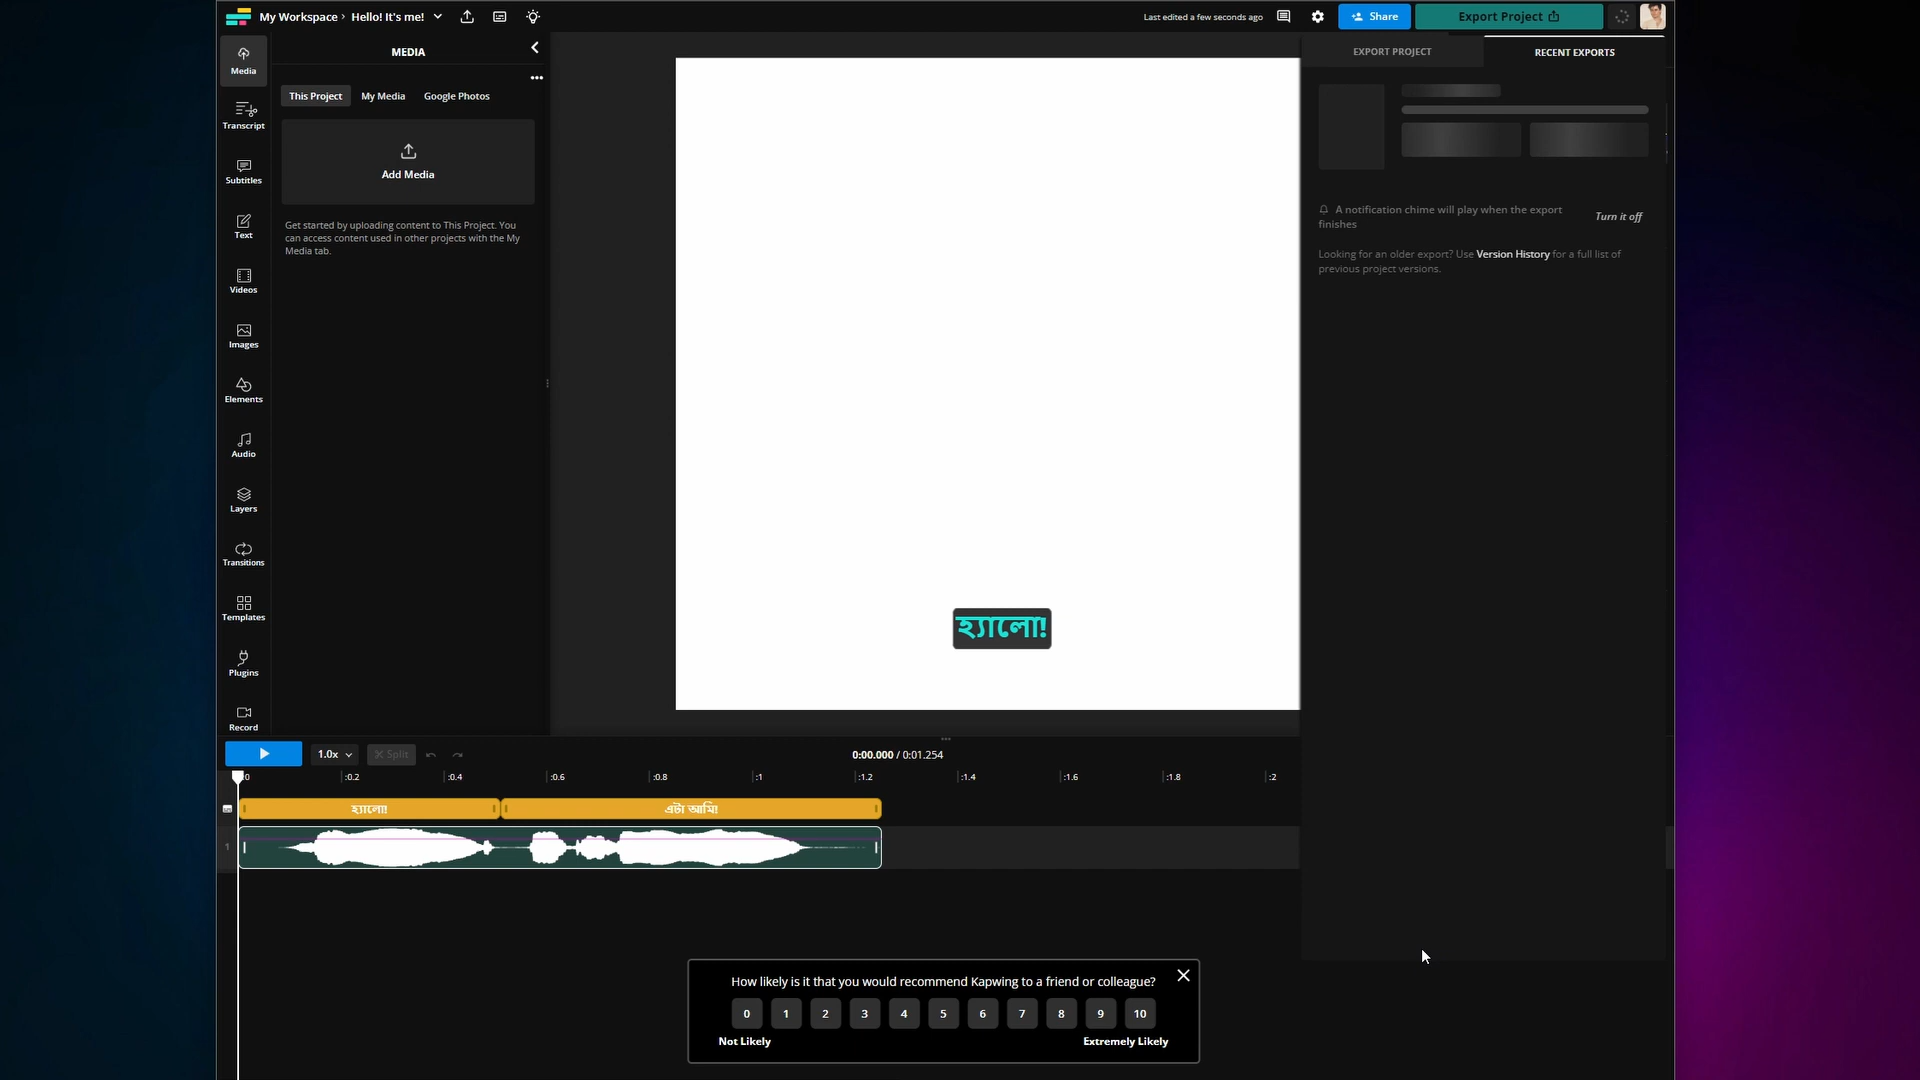 My Workspace › Hello! It's me!
Last edited a few seconds ago
Share
Export Project
Media
Transcript
Subtitles
Text
Videos
Images
Elements
Audio
Layers
Transitions
Templates
Plugins
Record
MEDIA
This Project
My Media
Google Photos
Add Media
Get started by uploading content to This Project. You
can access content used in other projects with the My
Media tab.
হ্যালো!
EXPORT PROJECT
RECENT EXPORTS
A notification chime will play when the export
finishes
Turn it off
Looking for an older export? Use Version History for a full list of
previous project versions.
1.0x
Split
0:00.000 / 0:01.254
:0 :0.2 :0.4 :0.6 :0.8 :1 :1.2 :1.4 :1.6 :1.8 :2
হ্যালো!
এটা আমি!
1
How likely is it that you would recommend Kapwing to a friend or colleague?
0 1 2 3 4 5 6 7 8 9 10
Not Likely
Extremely Likely